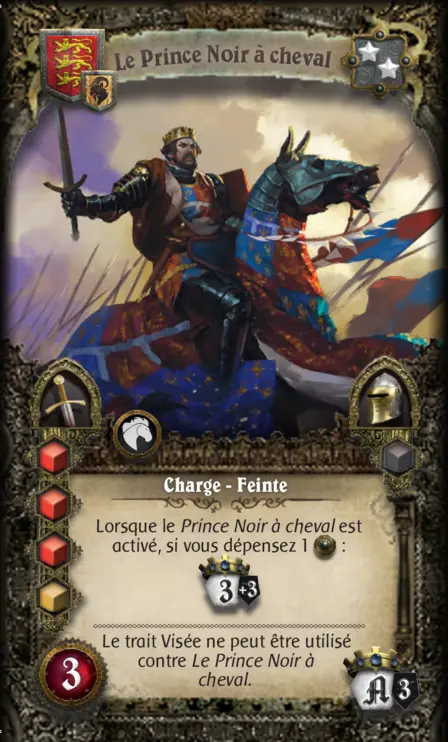 Le Prince Noir à cheval
Charge - Feinte
Lorsque le Prince Noir à cheval est
activé, si vous dépensez 1 :
3 +3
Le trait Visée ne peut être utilisé
contre Le Prince Noir à
cheval.
3
A 3